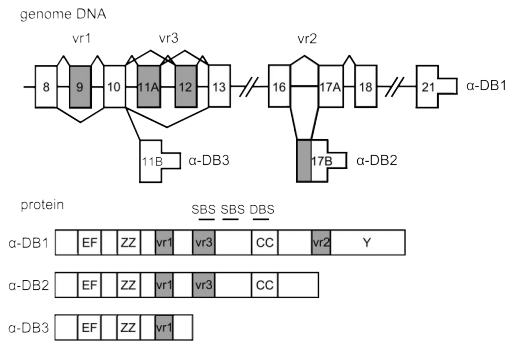 genome DNA
vr1 vr3 vr2
8 9 10 11A 12 13 16 17A 18 21 α-DB1
11B α-DB3 17B α-DB2
protein
SBS SBS DBS
α-DB1 EF ZZ vr1 vr3 CC vr2 Y
α-DB2 EF ZZ vr1 vr3 CC
α-DB3 EF ZZ vr1